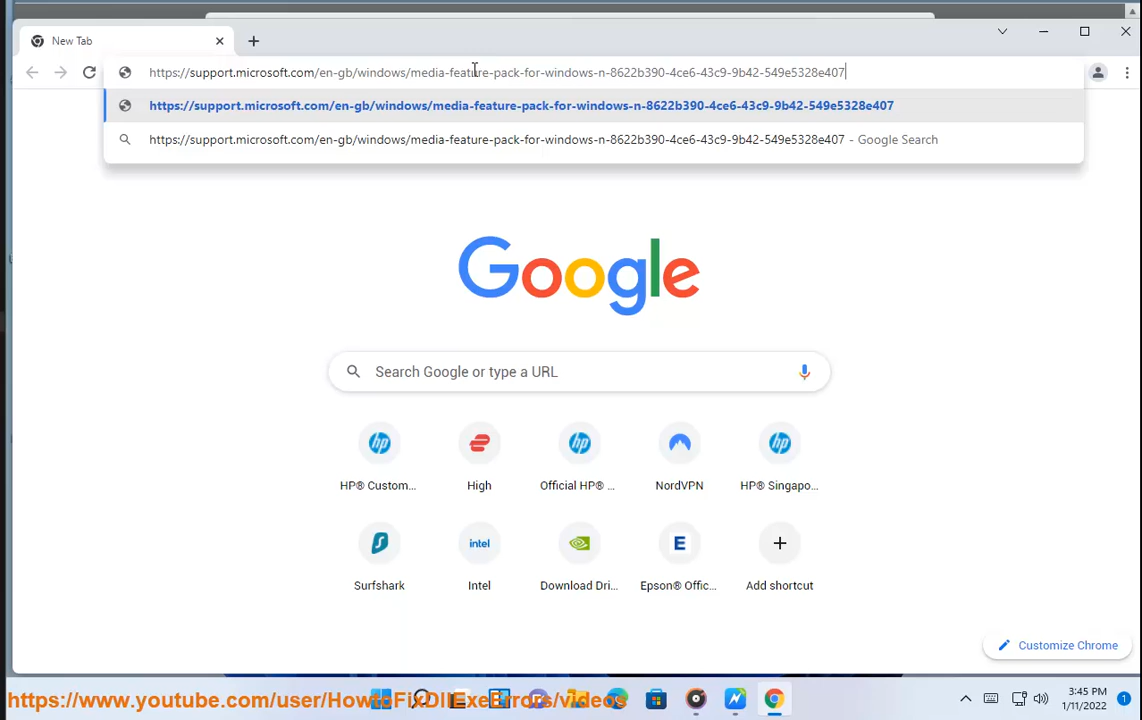 New Tab
https://support.microsoft.com/en-gb/windows/media-feature-pack-for-windows-n-8622b390-4ce6-43c9-9b42-549e5328e407
https://support.microsoft.com/en-gb/windows/media-feature-pack-for-windows-n-8622b390-4ce6-43c9-9b42-549e5328e407
https://support.microsoft.com/en-gb/windows/media-feature-pack-for-windows-n-8622b390-4ce6-43c9-9b42-549e5328e407 - Google Search
Google
Search Google or type a URL
HP® Custom... High Official HP® ... NordVPN HP® Singapo...
intel E
Surfshark Intel Download Dri... Epson® Offic... Add shortcut
Customize Chrome
https://www.youtube.com/user/HowtoFixDllExeErrors/videos
3:45 PM
1/11/2022
1